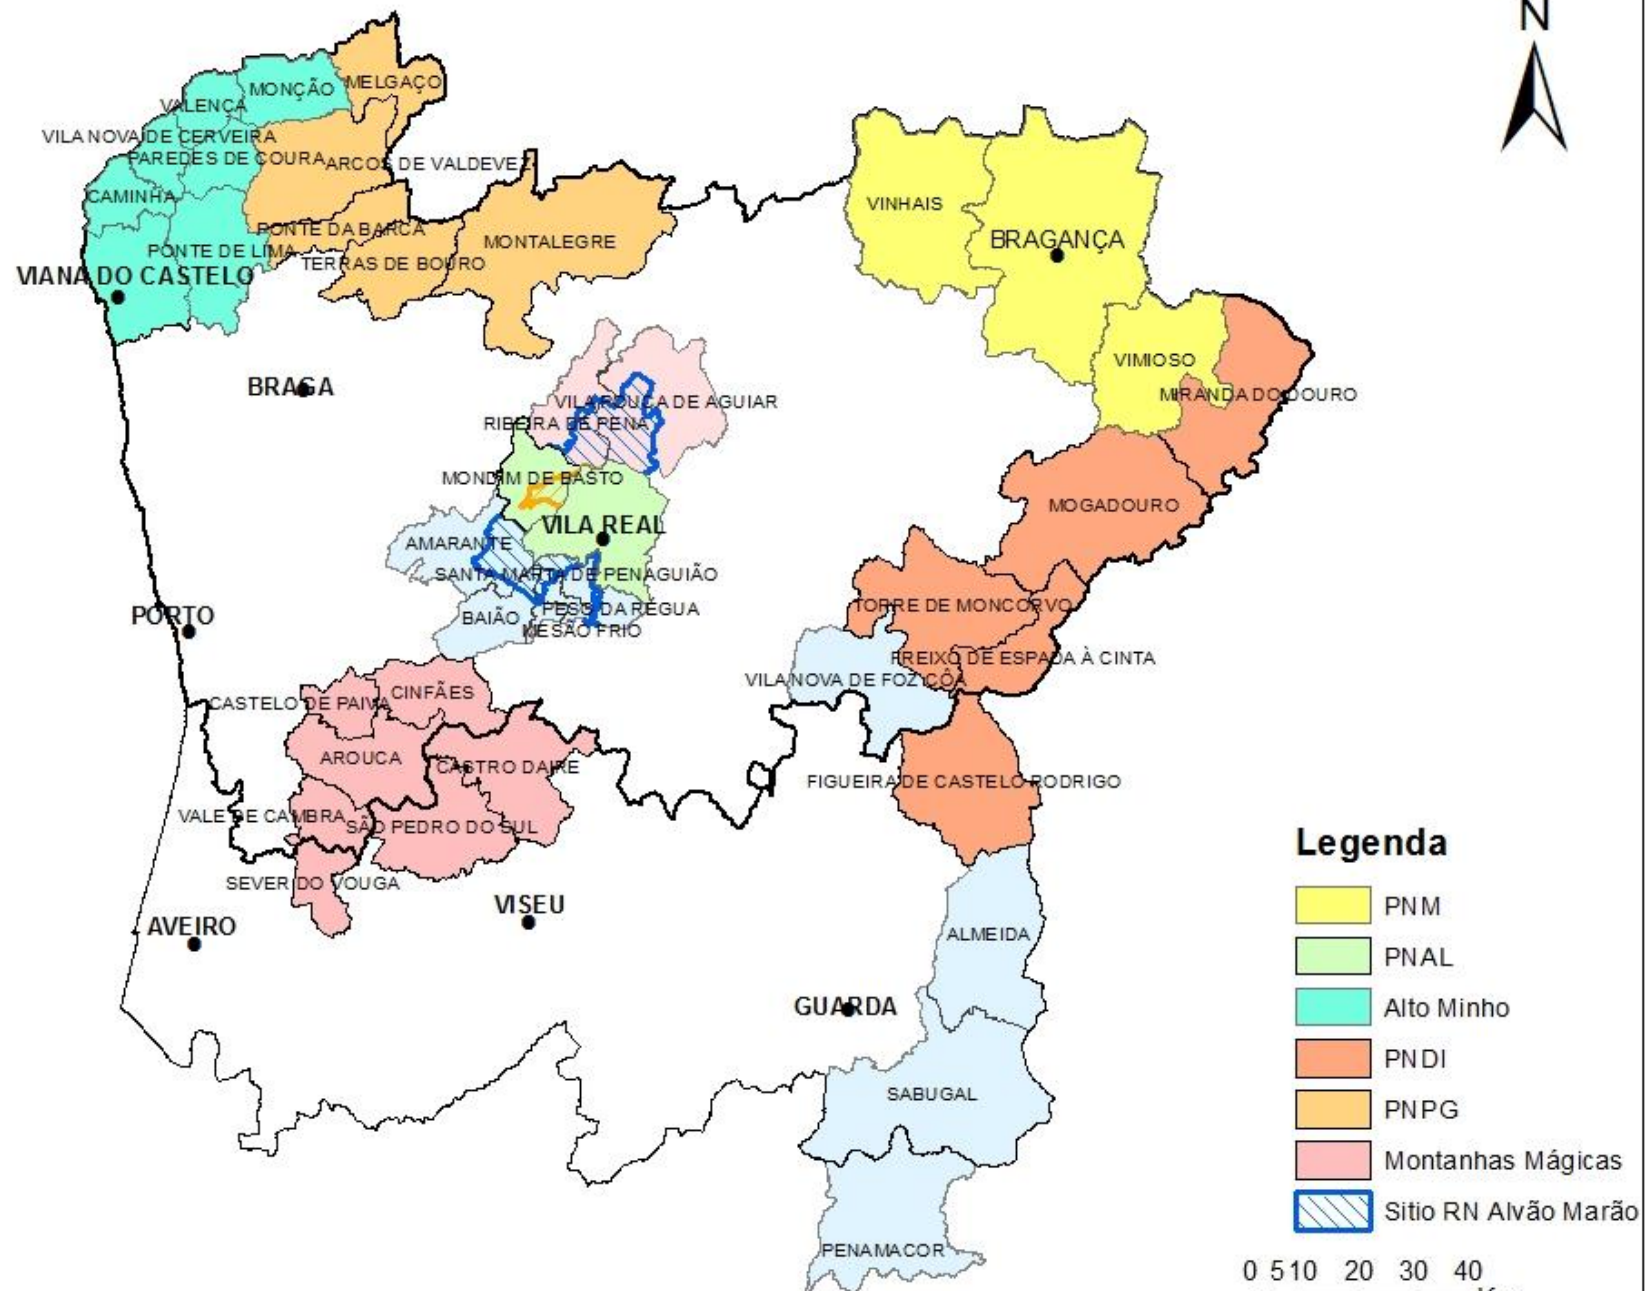 N
MELGAÇO
MONÇÃO
VALENÇA
VILA NOVA DE CERVEIRA
PAREDES DE COURA
ARCOS DE VALDEVEZ
CAMINHA
VINHAIS
PONTE DA BARCA
BRAGANÇA
MONTALEGRE
PONTE DE LIMA
TERRAS DE BOURO
VIANA DO CASTELO
VIMIOSO
BRAGA
MIRANDA DO DOURO
VILA POUCA DE AGUIAR
RIBEIRA DE PENA
MONDIM DE BASTO
MOGADOURO
VILA REAL
AMARANTE
SANTA MARTA DE PENAGUIÃO
TORRE DE MONCORVO
PESO DA RÉGUA
PORTO
BAIÃO
MESÃO FRIO
FREIXO DE ESPADA À CINTA
VILA NOVA DE FOZ CÔA
CINFÃES
CASTELO DE PAIVA
AROUCA
CASTRO DAIRE
FIGUEIRA DE CASTELO RODRIGO
VALE DE CAMBRA
SÃO PEDRO DO SUL
SEVER DO VOUGA
VISEU
AVEIRO
ALMEIDA
GUARDA
SABUGAL
PENAMACOR
Legenda
PNM
PNAL
Alto Minho
PNDI
PNPG
Montanhas Mágicas
Sitio RN Alvão Marão
0 5 10 20 30 40